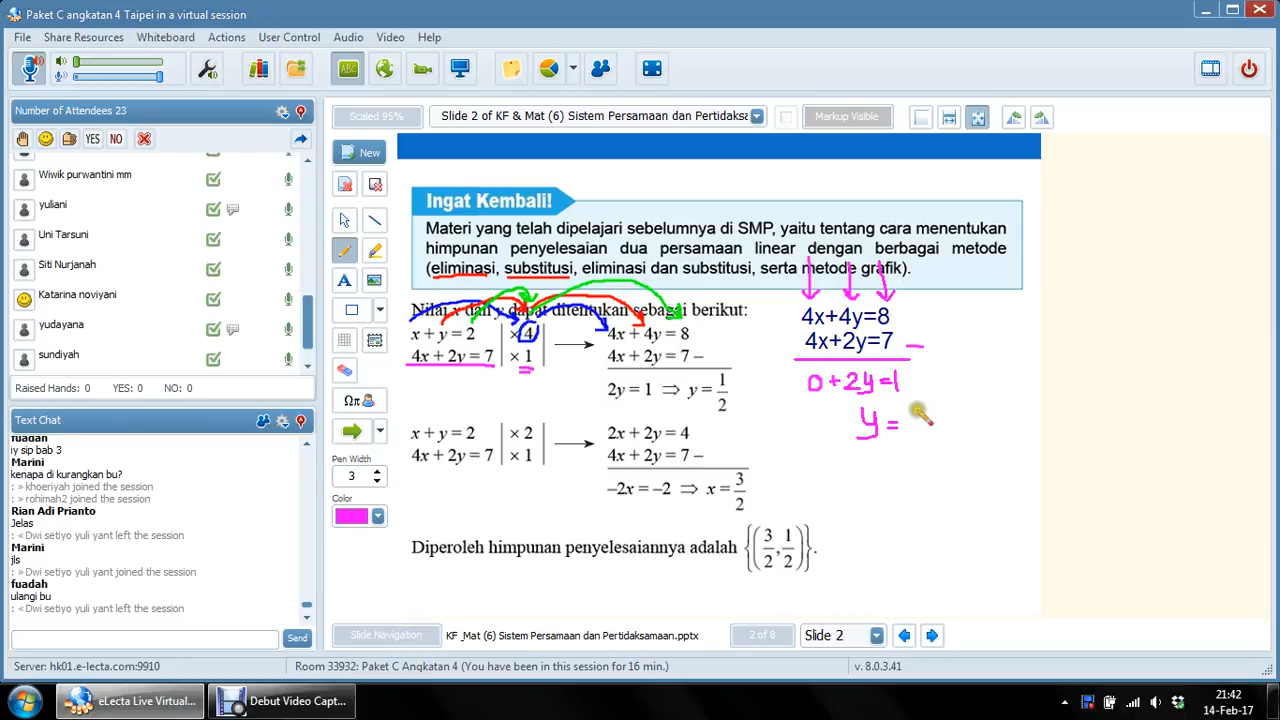 Paket C angkatan 4 Taipei in a virtual session
File Share Resources Whiteboard Actions User Control Audio Video Help
ABC
Number of Attendees 23
YES NO
Wiwik purwantini mm
yuliani
Uni Tarsuni
Siti Nurjanah
Katarina noviyani
yudayana
sundiyah
Raised Hands: 0 YES: 0 NO: 0
Text Chat
fuadah
iy sip bab 3
Marini
kenapa di kurangkan bu?
: » khoeriyah joined the session
: » rohimah2 joined the session
Rian Adi Prianto
Jelas
: » Dwi setiyo yuli yant left the session
Marini
jls
: » Dwi setiyo yuli yant joined the session
fuadah
ulangi bu
: » Dwi setiyo yuli yant left the session
Send
Scaled 95%
Slide 2 of KF & Mat (6) Sistem Persamaan dan Pertidaksa
Markup Visible
New
A
Ωπ
Pen Width
3
Color
Ingat Kembali!
Materi yang telah dipelajari sebelumnya di SMP, yaitu tentang cara menentukan
himpunan penyelesaian dua persamaan linear dengan berbagai metode
(eliminasi, substitusi, eliminasi dan substitusi, serta metode grafik).
Nilai x dan y dapat ditentukan sebagai berikut:
x + y = 2 | × 4 | 4x + 4y = 8
4x + 2y = 7 | × 1 | 4x + 2y = 7 –
2y = 1 ⇒ y = 1/2
x + y = 2 | × 2 | 2x + 2y = 4
4x + 2y = 7 | × 1 | 4x + 2y = 7 –
–2x = –2 ⇒ x = 3/2
Diperoleh himpunan penyelesaiannya adalah {(3/2, 1/2)}.
4x+4y=8
4x+2y=7 –
0+2y=1
y =
Slide Navigation
KF _Mat (6) Sistem Persamaan dan Pertidaksamaan.pptx
2 of 8
Slide 2
Server: hk01.e-lecta.com:9910
Room 33932: Paket C Angkatan 4 (You have been in this session for 16 min.)
v. 8.0.3.41
eLecta Live Virtual...
Debut Video Capt...
21:42
14-Feb-17